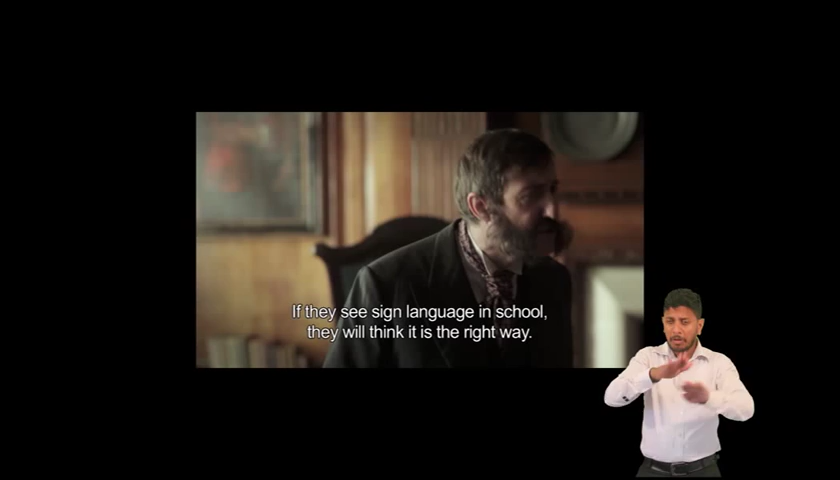 If they see sign language in school,
they will think it is the right way.